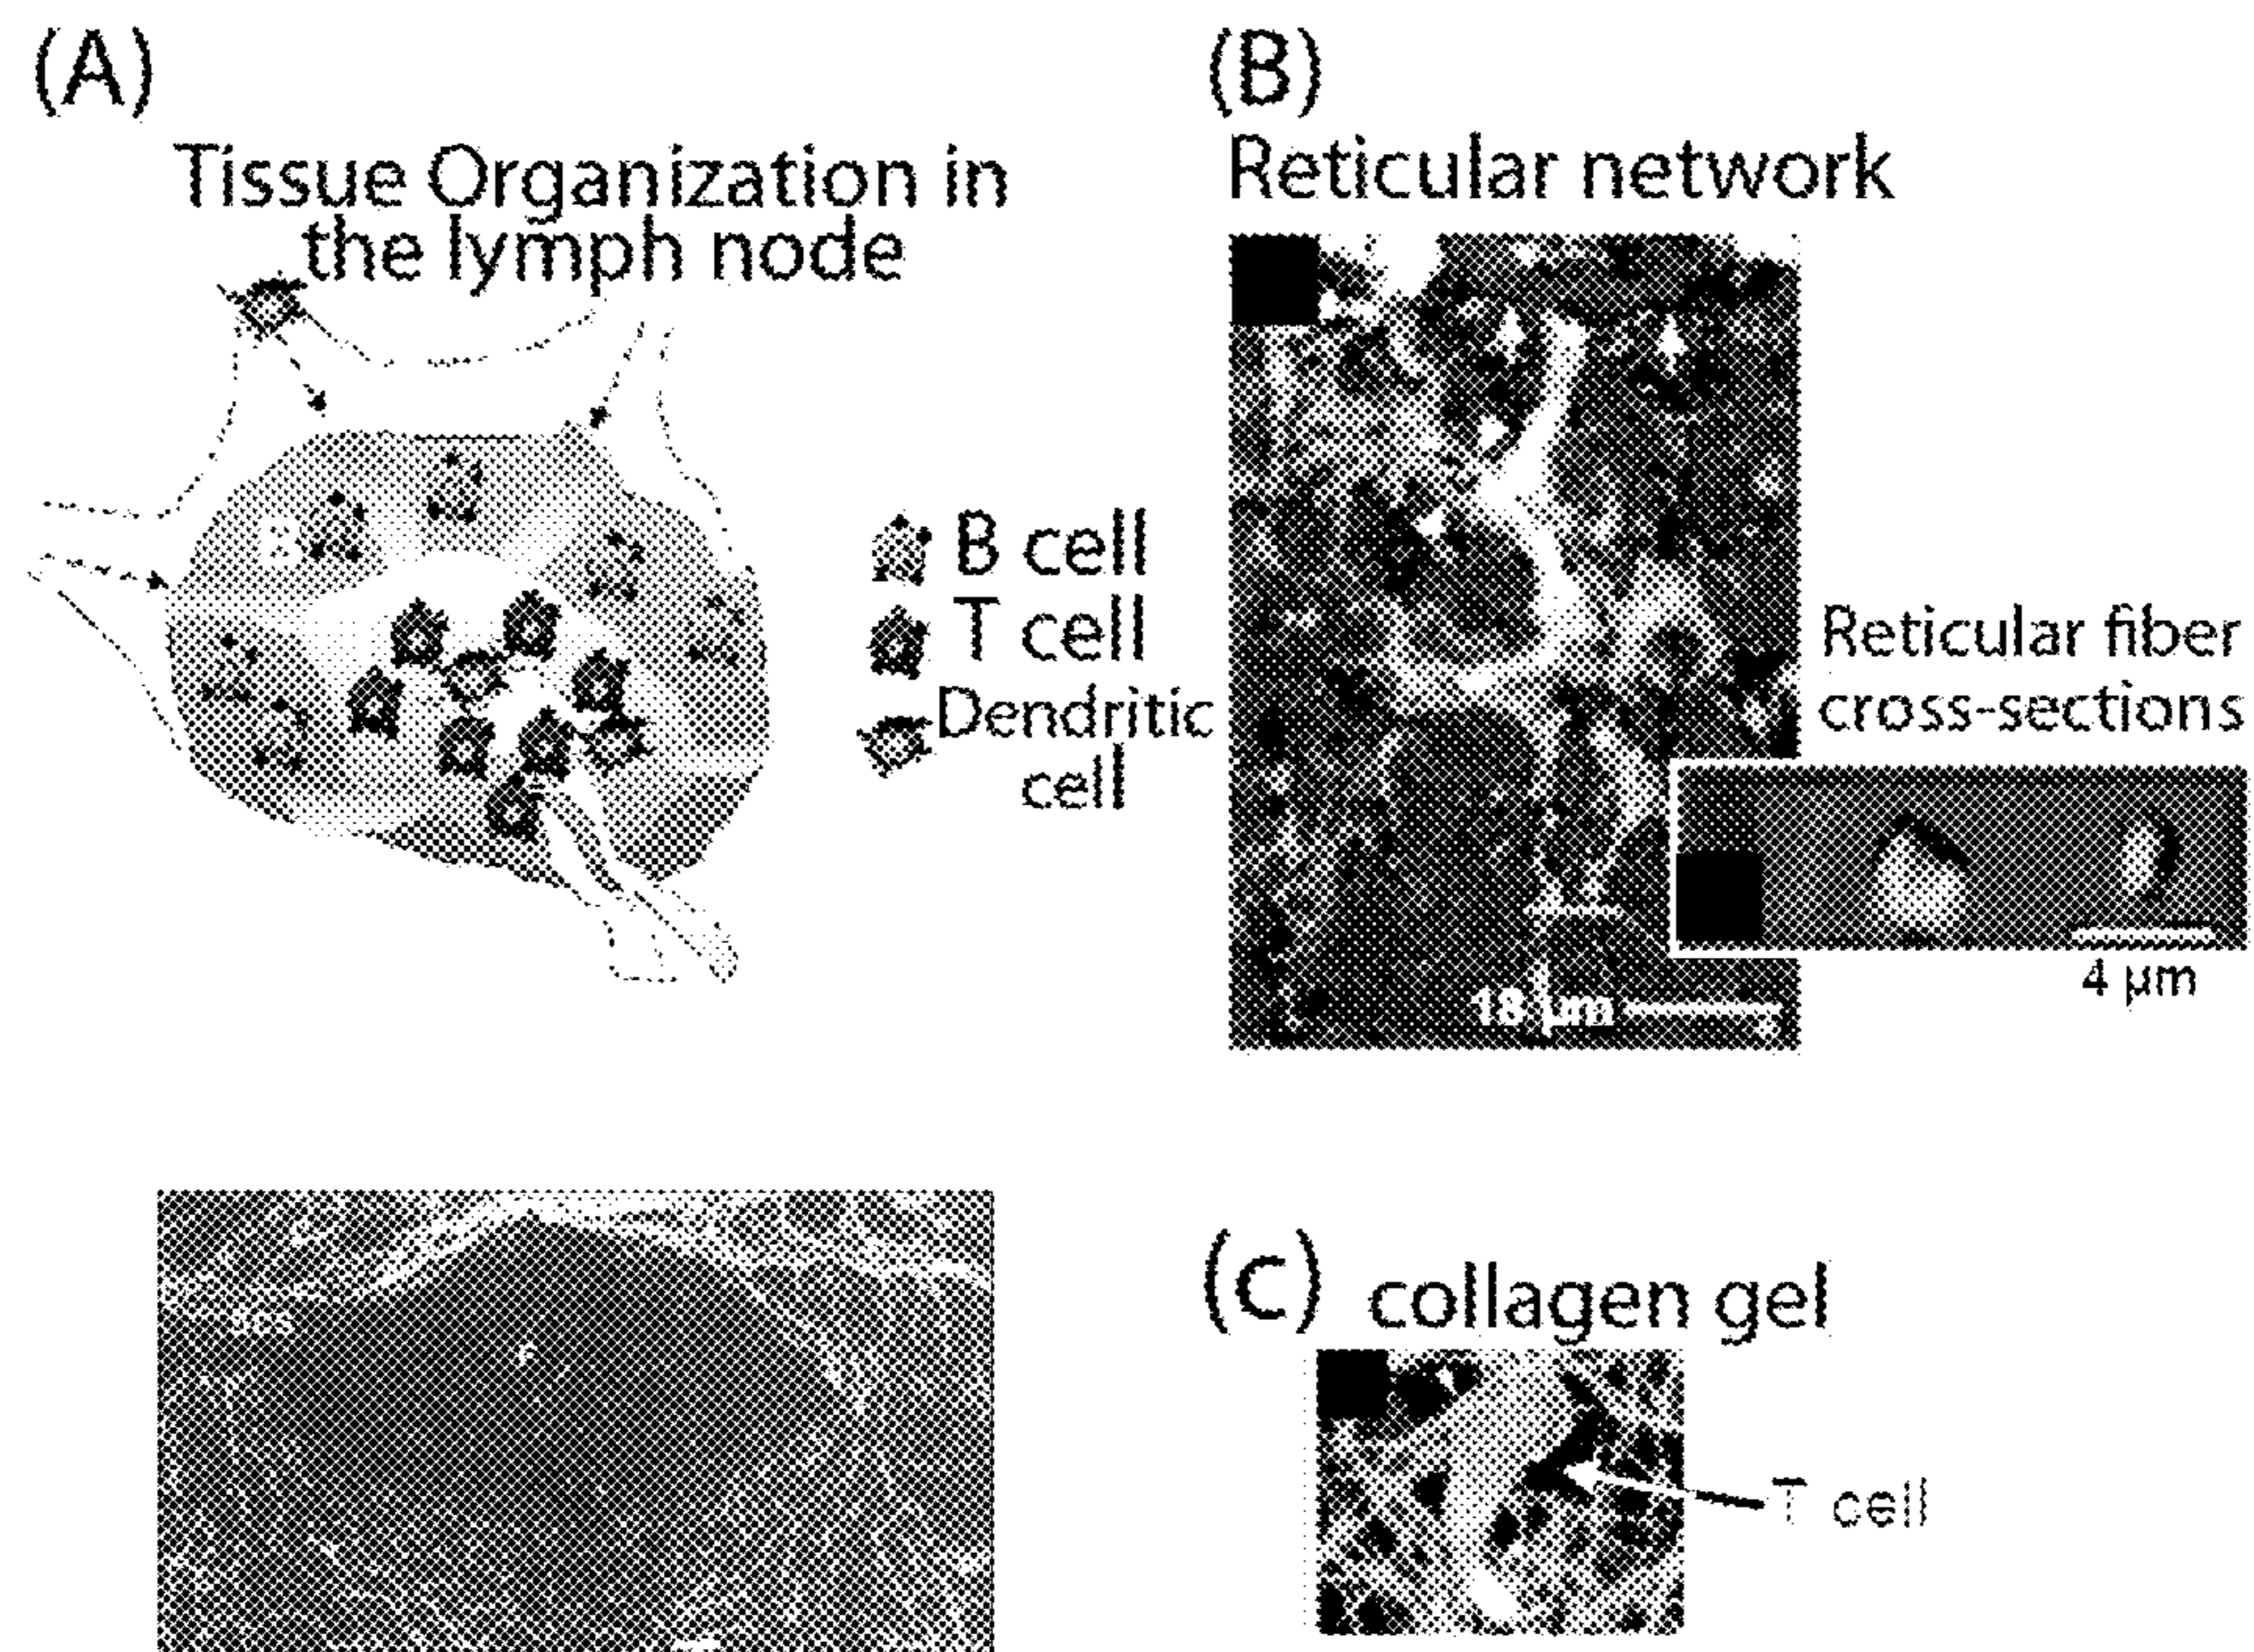 (A)
Tissue Organization in
the lymph node
B
B cell
T cell
Dendritic
cell
(B)
Reticular network
Reticular fiber
cross-sections
4 μm
18 μm
SCS
F
(C) collagen gel
T cell